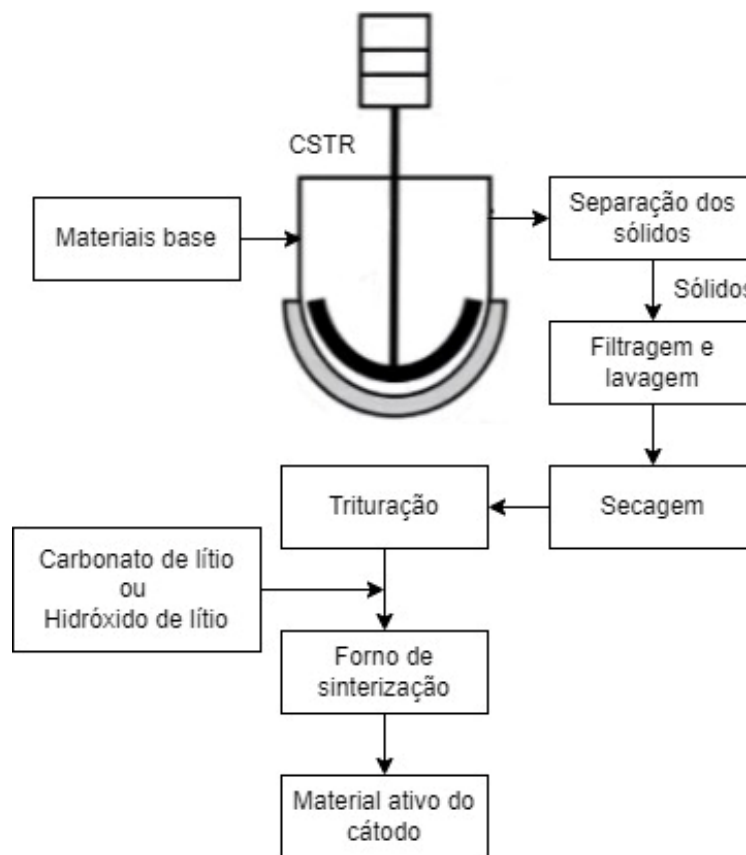 CSTR
Materiais base
Separação dos
sólidos
Sólidos
Filtragem e
lavagem
Secagem
Trituração
Carbonato de lítio
ou
Hidróxido de lítio
Forno de
sinterização
Material ativo do
cátodo